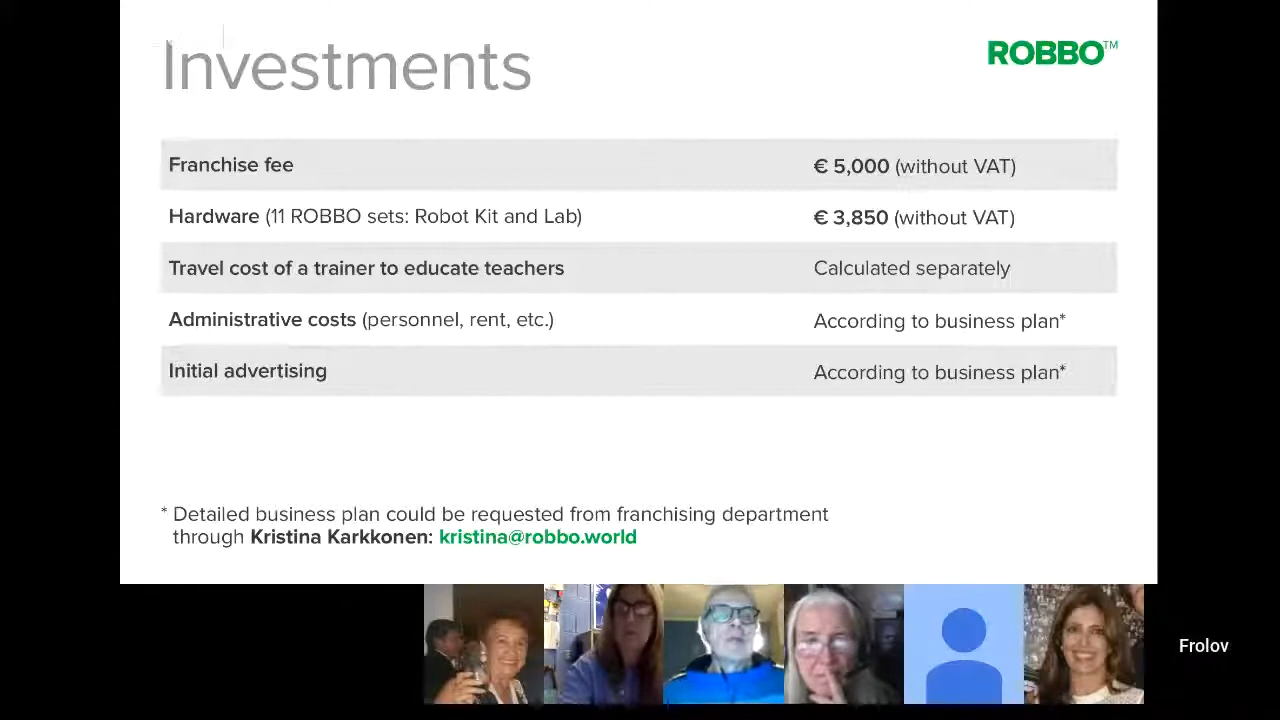 Investments
ROBBO™
Franchise fee
€ 5,000 (without VAT)
Hardware (11 ROBBO sets: Robot Kit and Lab)
€ 3,850 (without VAT)
Travel cost of a trainer to educate teachers
Calculated separately
Administrative costs (personnel, rent, etc.)
According to business plan*
Initial advertising
According to business plan*
* Detailed business plan could be requested from franchising department
through Kristina Karkkonen: kristina@robbo.world
Frolov